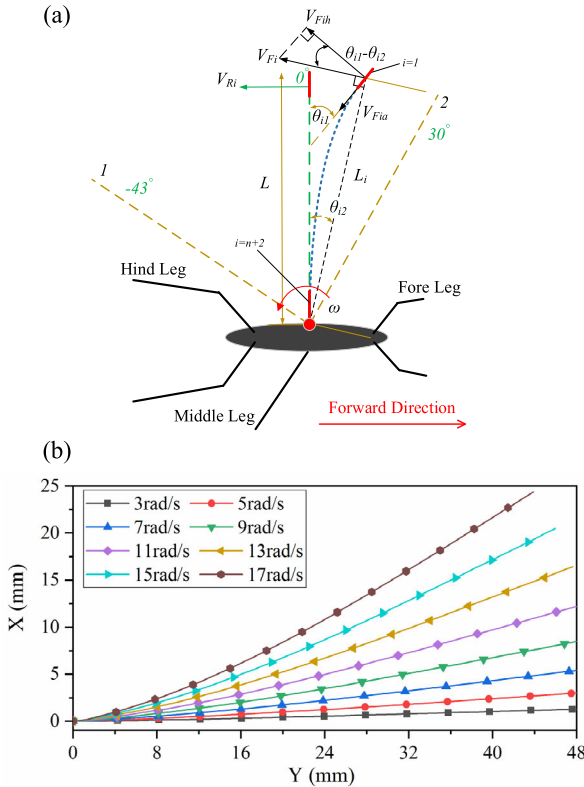 (a)
V_Fih
V_Fi
θ_i1-θ_i2
i=1
V_Ri
0°
θ_i1
V_Fia
2
30°
1
-43°
L
L_i
θ_i2
i=n+2
Hind Leg
Fore Leg
ω
Middle Leg
Forward Direction
(b)
3rad/s 5rad/s
7rad/s 9rad/s
11rad/s 13rad/s
15rad/s 17rad/s
25
20
15
10
5
0
X (mm)
0 8 16 24 32 40 48
Y (mm)